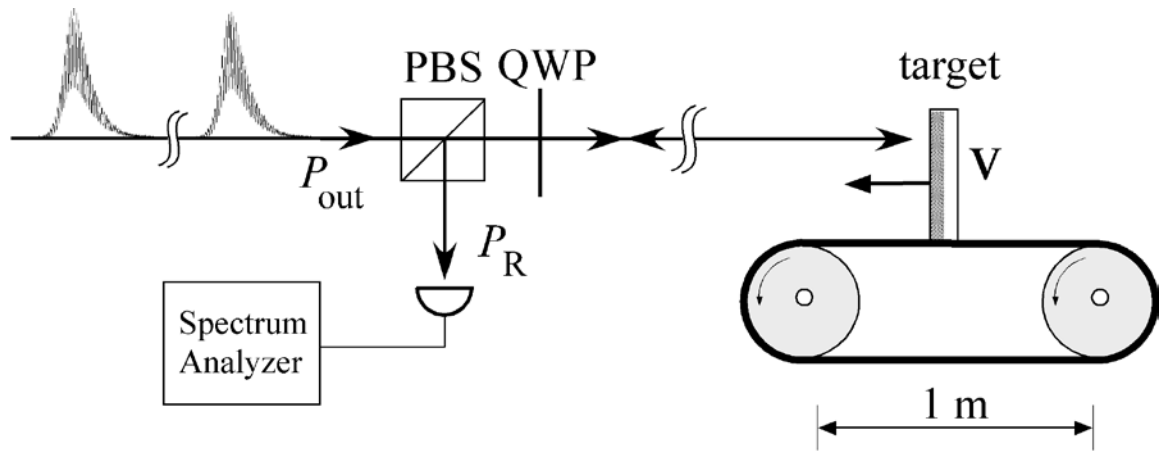 PBS QWP
target
P out
V
P R
Spectrum
Analyzer
1 m